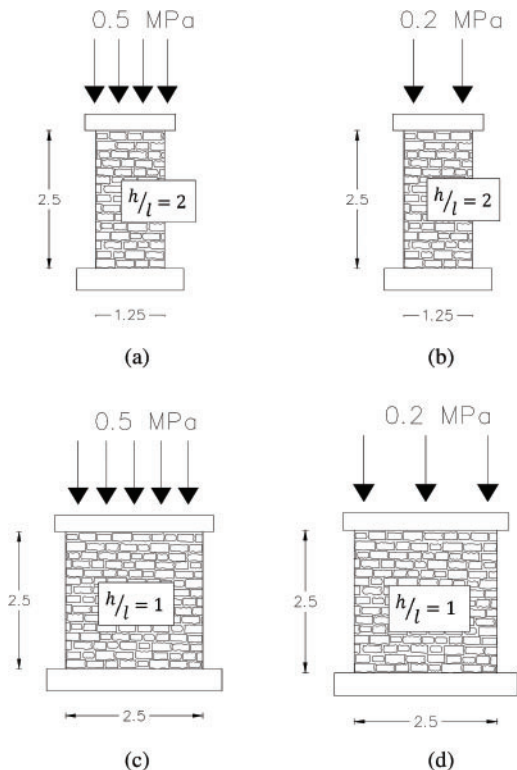 0.5 MPa
0.2 MPa
2.5
h/l = 2
2.5
h/l = 2
1.25
1.25
(a)
(b)
0.5 MPa
0.2 MPa
2.5
h/l = 1
2.5
h/l = 1
2.5
2.5
(c)
(d)